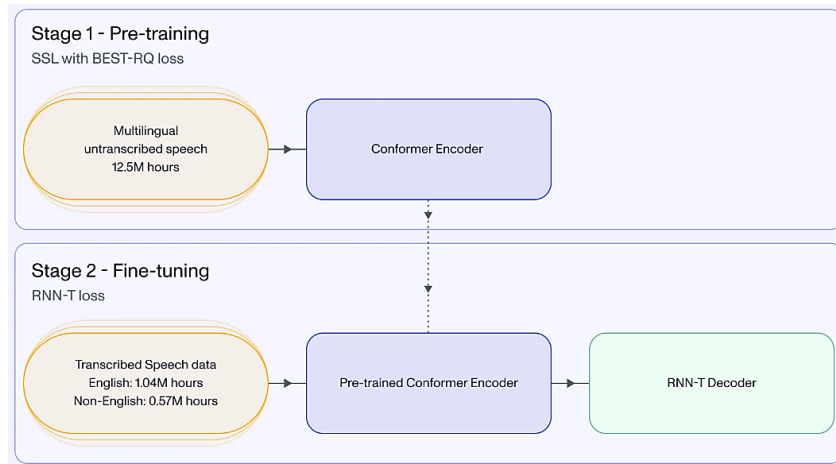 Stage 1 - Pre-training
SSL with BEST-RQ loss
Multilingual
untranscribed speech
12.5M hours
Conformer Encoder
Stage 2 - Fine-tuning
RNN-T loss
Transcribed Speech data
English: 1.04M hours
Non-English: 0.57M hours
Pre-trained Conformer Encoder
RNN-T Decoder